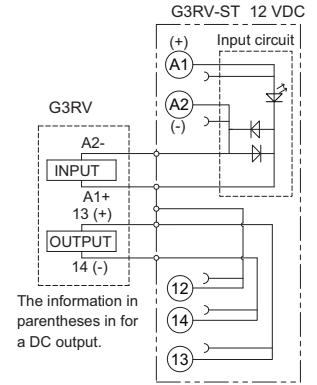 G3RV-ST 12 VDC
(+)
Input circuit
A1
A2
(-)
G3RV
A2-
INPUT
A1+
13 (+)
OUTPUT
14 (-)
12
14
13
The information in
parentheses in for
a DC output.